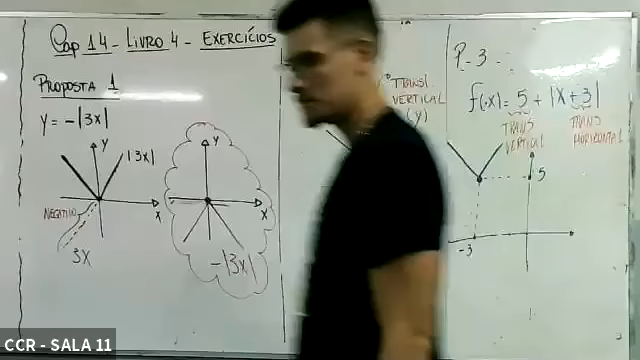 Cap 14 - LIVRO 4 - EXERCÍCIOS
PROPOSTA 1
Y = -|3X|
Y
|3X|
X
NEGATIVO
3X
Y
X
-|3X|
TRANSL
VERTICAL
(Y)
P-3
f(x) = 5 + |X + 3|
TRANS
VERTICAL
TRANS
HORIZONTAL
5
-3
CCR - SALA 11